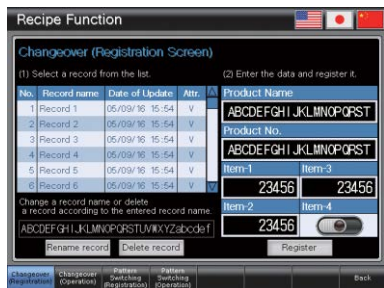 Recipe Function
Changeover (Registration Screen)
(1) Select a record from the list.
(2) Enter the data and register it.
No. Record name Date of Update Attr.
1 Record 1 05/09/16 15:54 V
2 Record 2 05/09/16 15:54 V
3 Record 3 05/09/16 15:54 V
4 Record 4 05/09/16 15:54 V
5 Record 5 05/09/16 15:54 V
6 Record 6 05/09/16 15:54 V
Change a record name or delete
a record according to the entered record name.
ABCDEFGHIJKLMNOPQRSTUVWXYZabcdef
Rename record Delete record
Product Name
ABCDEFGHIJKLMNOPQRST
Product No.
ABCDEFGHIJKLMNOPQRST
Item-1 Item-3
23456 23456
Item-2 Item-4
23456
Register
Changeover
(Registration)
Changeover
(Operation)
Pattern
Switching
(Registration)
Pattern
Switching
(Operation)
Back